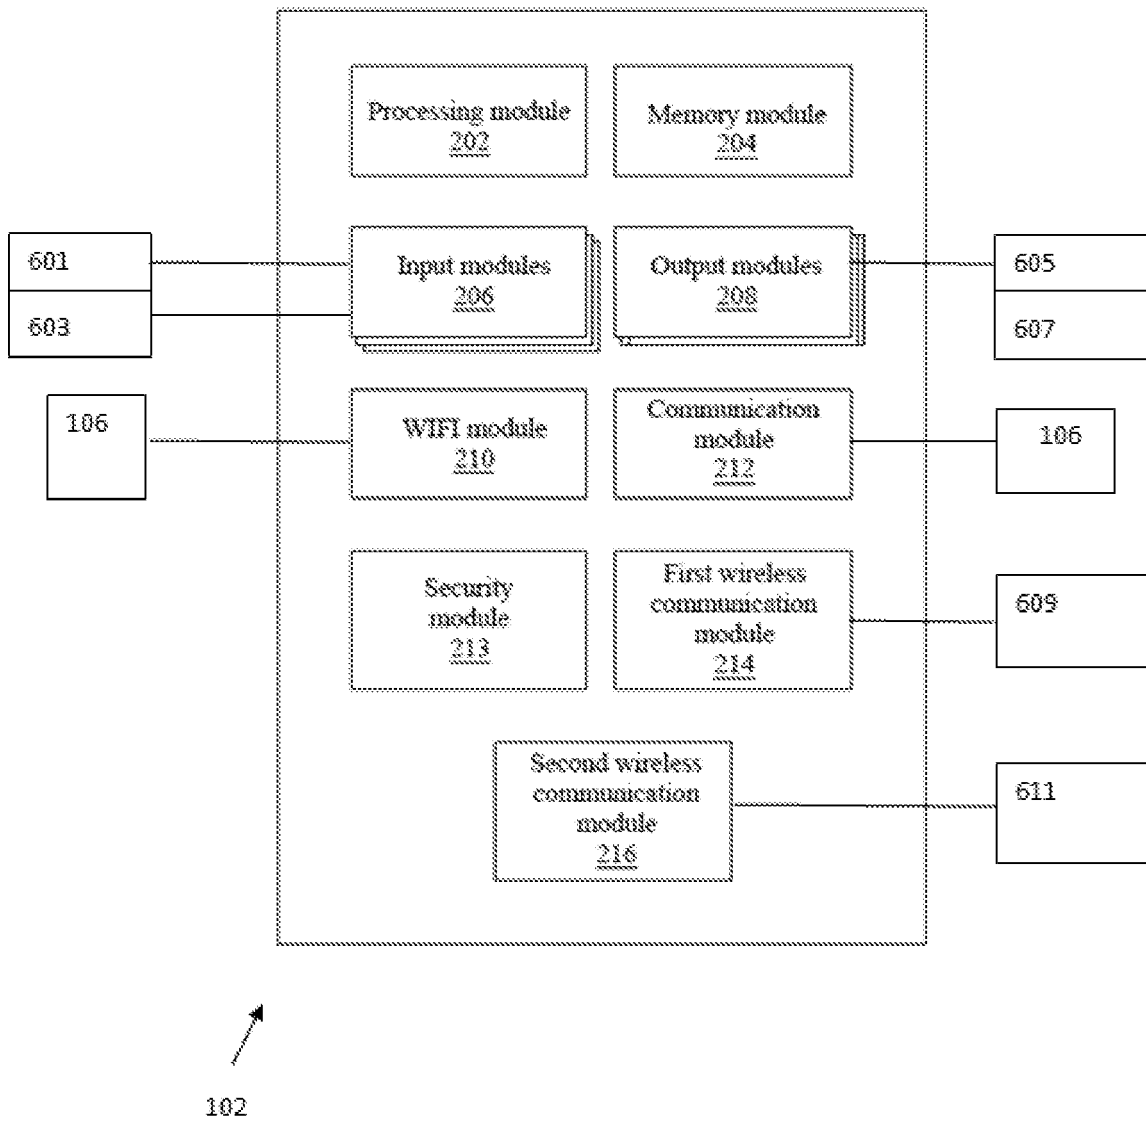 Processing module
202
Memory module
204
601
603
Input modules
206
Output modules
208
605
607
106
WIFI module
210
Communication
module
212
106
Security
module
213
First wireless
communication
module
214
609
Second wireless
communication
module
216
611
102